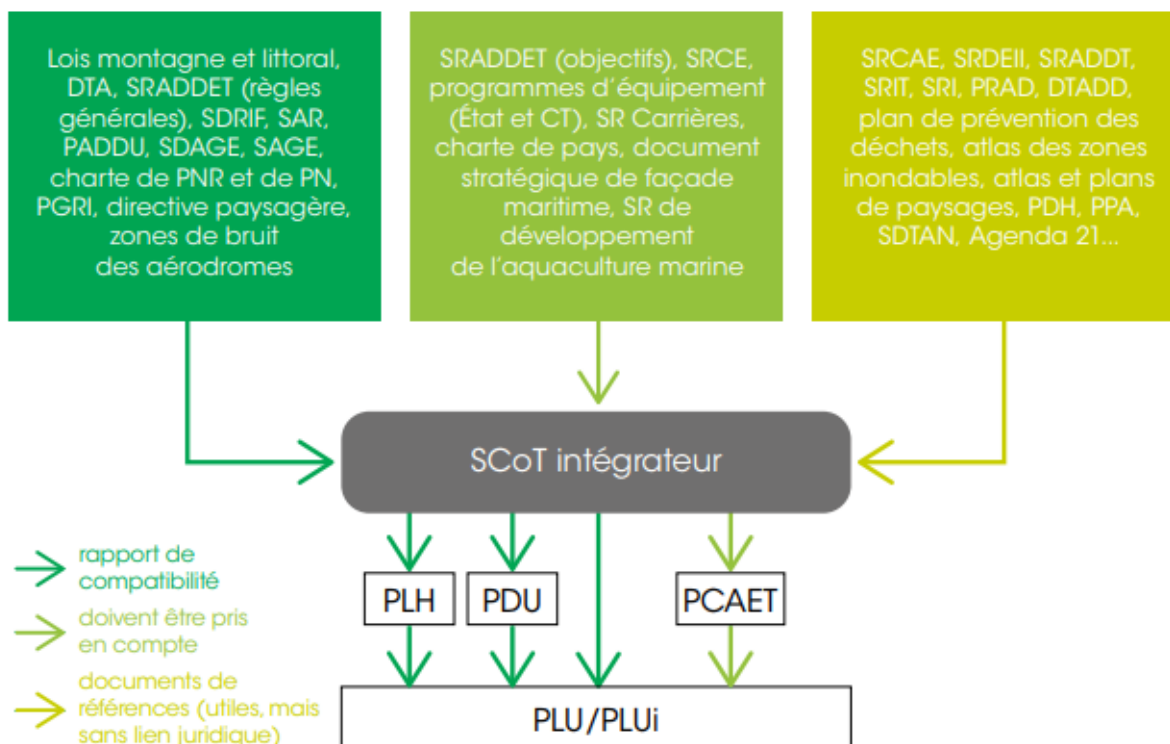 Lois montagne et littoral,
DTA, SRADDET (règles
générales), SDRIF, SAR,
PADDU, SDAGE, SAGE,
charte de PNR et de PN,
PGRI, directive paysagère,
zones de bruit
des aérodromes
SRADDET (objectifs), SRCE,
programmes d'équipement
(État et CT), SR Carrières,
charte de pays, document
stratégique de façade
maritime, SR de
développement
de l'aquaculture marine
SRCAE, SRDEII, SRADDT,
SRIT, SRI, PRAD, DTADD,
plan de prévention des
déchets, atlas des zones
inondables, atlas et plans
de paysages, PDH, PPA,
SDTAN, Agenda 21...
SCoT intégrateur
rapport de
compatibilité
doivent être pris
en compte
documents de
références (utiles, mais
sans lien juridique)
PLH
PDU
PCAET
PLU/PLUi